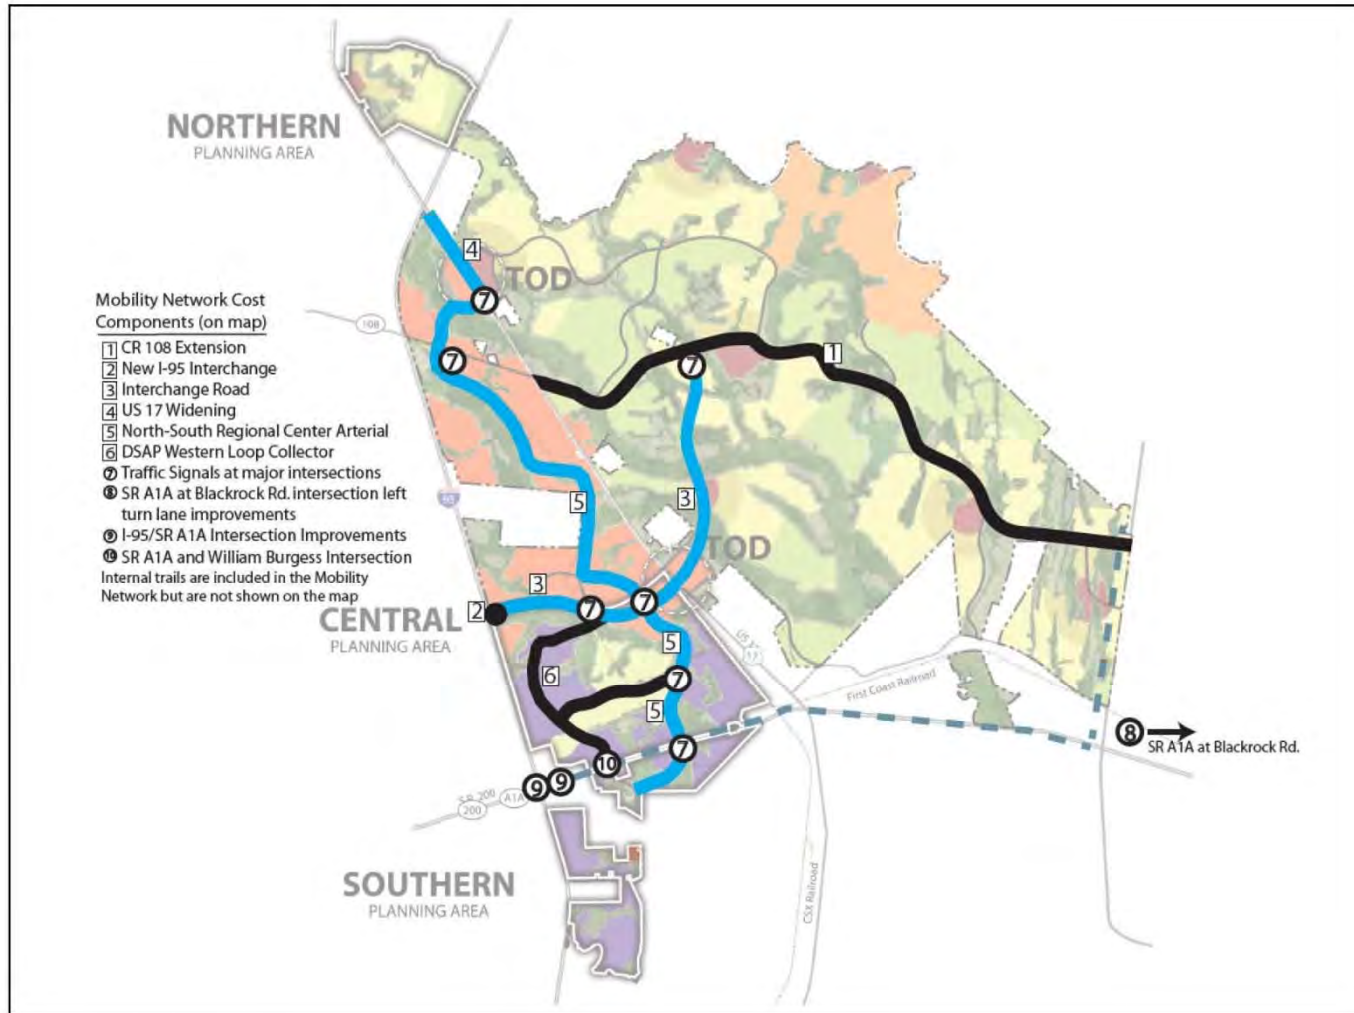 NORTHERN
PLANNING AREA
4
TOD
7
Mobility Network Cost
Components (on map)
1 CR 108 Extension
2 New I-95 Interchange
3 Interchange Road
4 US 17 Widening
5 North-South Regional Center Arterial
6 DSAP Western Loop Collector
7 Traffic Signals at major intersections
8 SR A1A at Blackrock Rd. intersection left
turn lane improvements
9 I-95/SR A1A Intersection Improvements
10 SR A1A and William Burgess Intersection
Internal trails are included in the Mobility
Network but are not shown on the map
108
7
7
1
95
5
3
TOD
3
2
7
7
CENTRAL
PLANNING AREA
5
6
7
US 17
17
First Coast Railroad
5
8
SR A1A at Blackrock Rd.
7
10
9
9
SR 200
A1A
200
SOUTHERN
PLANNING AREA
CSX Railroad